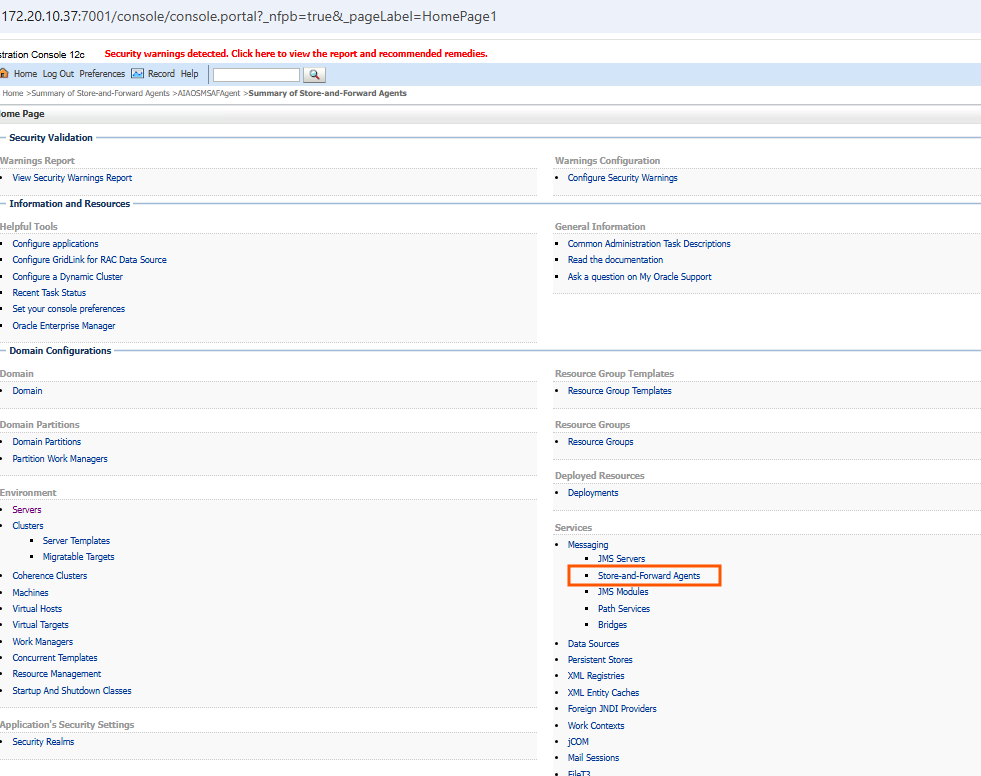 172.20.10.37:7001/console/console.portal?_nfpb=true&_pageLabel=HomePage1
stration Console 12c
Security warnings detected. Click here to view the report and recommended remedies.
Home Log Out Preferences Record Help
Home >Summary of Store-and-Forward Agents >AIAOSMSAFAgent >Summary of Store-and-Forward Agents
ome Page
Security Validation
Warnings Report
View Security Warnings Report
Warnings Configuration
Configure Security Warnings
Information and Resources
Helpful Tools
Configure applications
Configure GridLink for RAC Data Source
Configure a Dynamic Cluster
Recent Task Status
Set your console preferences
Oracle Enterprise Manager
General Information
Common Administration Task Descriptions
Read the documentation
Ask a question on My Oracle Support
Domain Configurations
Domain
Domain
Domain Partitions
Domain Partitions
Partition Work Managers
Environment
Servers
Clusters
Server Templates
Migratable Targets
Coherence Clusters
Machines
Virtual Hosts
Virtual Targets
Work Managers
Concurrent Templates
Resource Management
Startup And Shutdown Classes
Application's Security Settings
Security Realms
Resource Group Templates
Resource Group Templates
Resource Groups
Resource Groups
Deployed Resources
Deployments
Services
Messaging
JMS Servers
Store-and-Forward Agents
JMS Modules
Path Services
Bridges
Data Sources
Persistent Stores
XML Registries
XML Entity Caches
Foreign JNDI Providers
Work Contexts
jCOM
Mail Sessions
FileT3